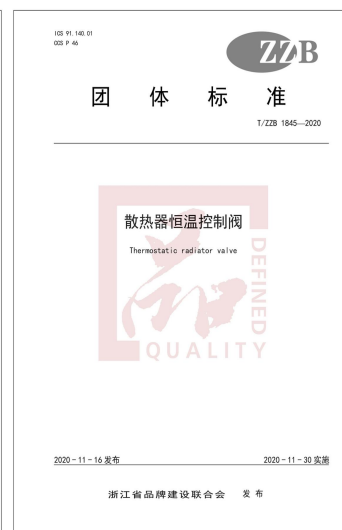 ICS 91.140.01
CCS P 46
ZZB
团体标准
T/ZZB 1845—2020
散热器恒温控制阀
Thermostatic radiator valve
品
DEFINED
QUALITY
2020-11-16 发布
2020-11-30 实施
浙江省品牌建设联合会 发布